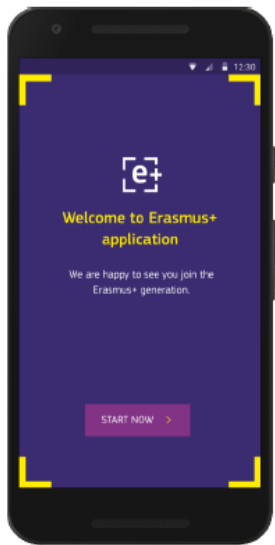 12:30
e+
Welcome to Erasmus+
application
We are happy to see you join the
Erasmus+ generation.
START NOW >